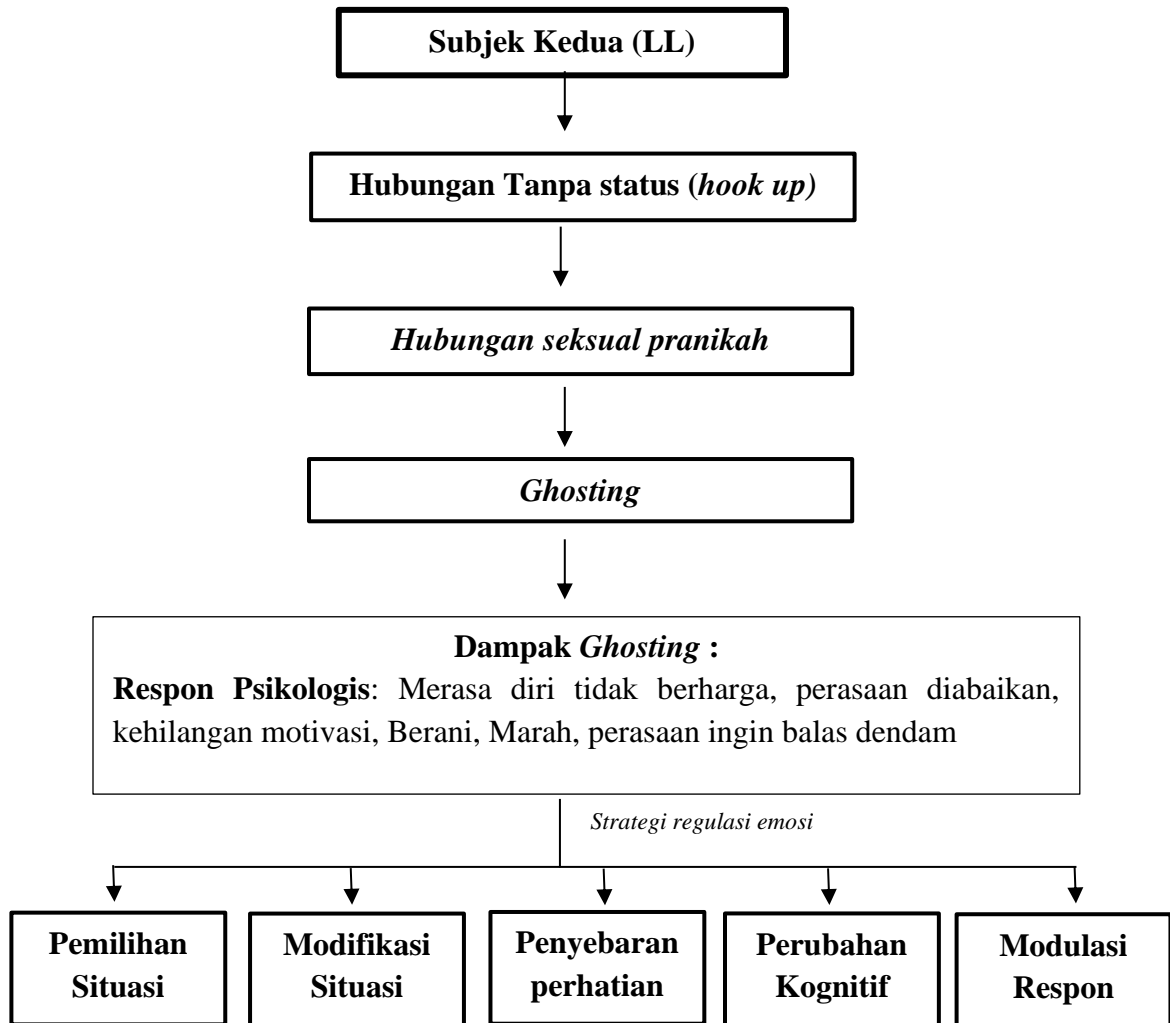 Subjek Kedua (LL)
Hubungan Tanpa status (hook up)
Hubungan seksual pranikah
Ghosting
Dampak Ghosting :
Respon Psikologis: Merasa diri tidak berharga, perasaan diabaikan,
kehilangan motivasi, Berani, Marah, perasaan ingin balas dendam
Strategi regulasi emosi
Pemilihan
Situasi
Modifikasi
Situasi
Penyebaran
perhatian
Perubahan
Kognitif
Modulasi
Respon